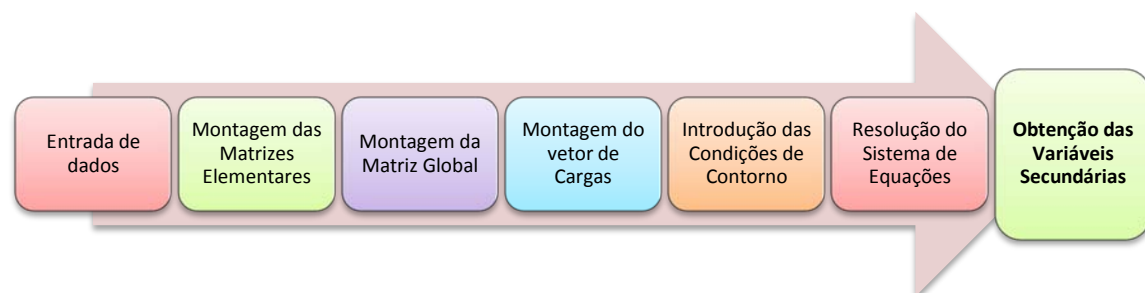 Entrada de
dados
Montagem das
Matrizes
Elementares
Montagem da
Matriz Global
Montagem do
vetor de
Cargas
Introdução das
Condições de
Contorno
Resolução do
Sistema de
Equações
Obtenção das
Variáveis
Secundárias